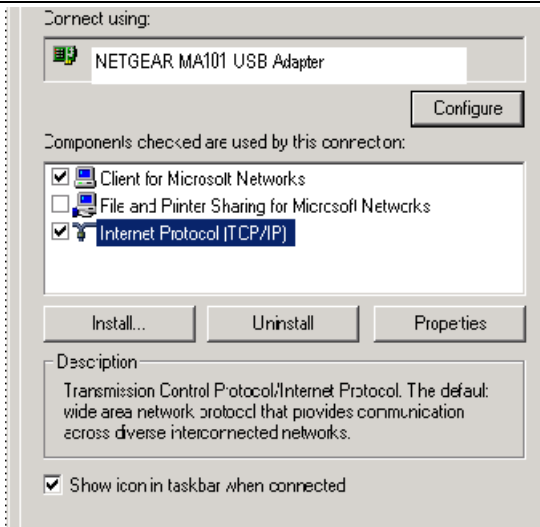 Connect using:
NETGEAR MA101 USB Adapter
Configure
Components checked are used by this connection:
Client for Microsoft Networks
File and Printer Sharing for Microsoft Networks
Internet Protocol (TCP/IP)
Install...
Uninstall
Properties
Description
Transmission Control Protocol/Internet Protocol. The default
wide area network protocol that provides communication
across diverse interconnected networks.
Show icon in taskbar when connected